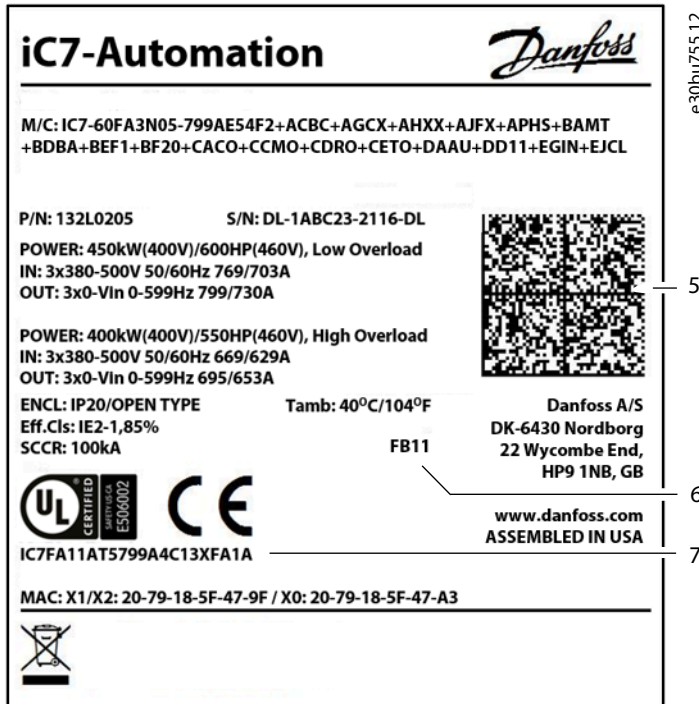 iC7-Automation
Danfoss
e30bu755.12
M/C: IC7-60FA3N05-799AE54F2+ACBC+AGCX+AHXX+AJFX+APHS+BAMT
+BDBA+BEF1+BF20+CACO+CCMO+CDRO+CETO+DAAU+DD11+EGIN+EJCL
P/N: 132L0205 S/N: DL-1ABC23-2116-DL
POWER: 450kW(400V)/600HP(460V), Low Overload
IN: 3x380-500V 50/60Hz 769/703A
OUT: 3x0-Vin 0-599Hz 799/730A
5
POWER: 400kW(400V)/550HP(460V), HIgh Overload
IN: 3x380-500V 50/60Hz 669/629A
OUT: 3x0-Vin 0-599Hz 695/653A
ENCL: IP20/OPEN TYPE Tamb: 40°C/104°F
Eff.Cls: IE2-1,85%
SCCR: 100kA FB11
Danfoss A/S
DK-6430 Nordborg
22 Wycombe End,
HP9 1NB, GB
6
UL
®
CERTIFIED
SAFETY US-CA
E506002
CE
www.danfoss.com
ASSEMBLED IN USA
IC7FA11AT5799A4C13XFA1A
7
MAC: X1/X2: 20-79-18-5F-47-9F / X0: 20-79-18-5F-47-A3